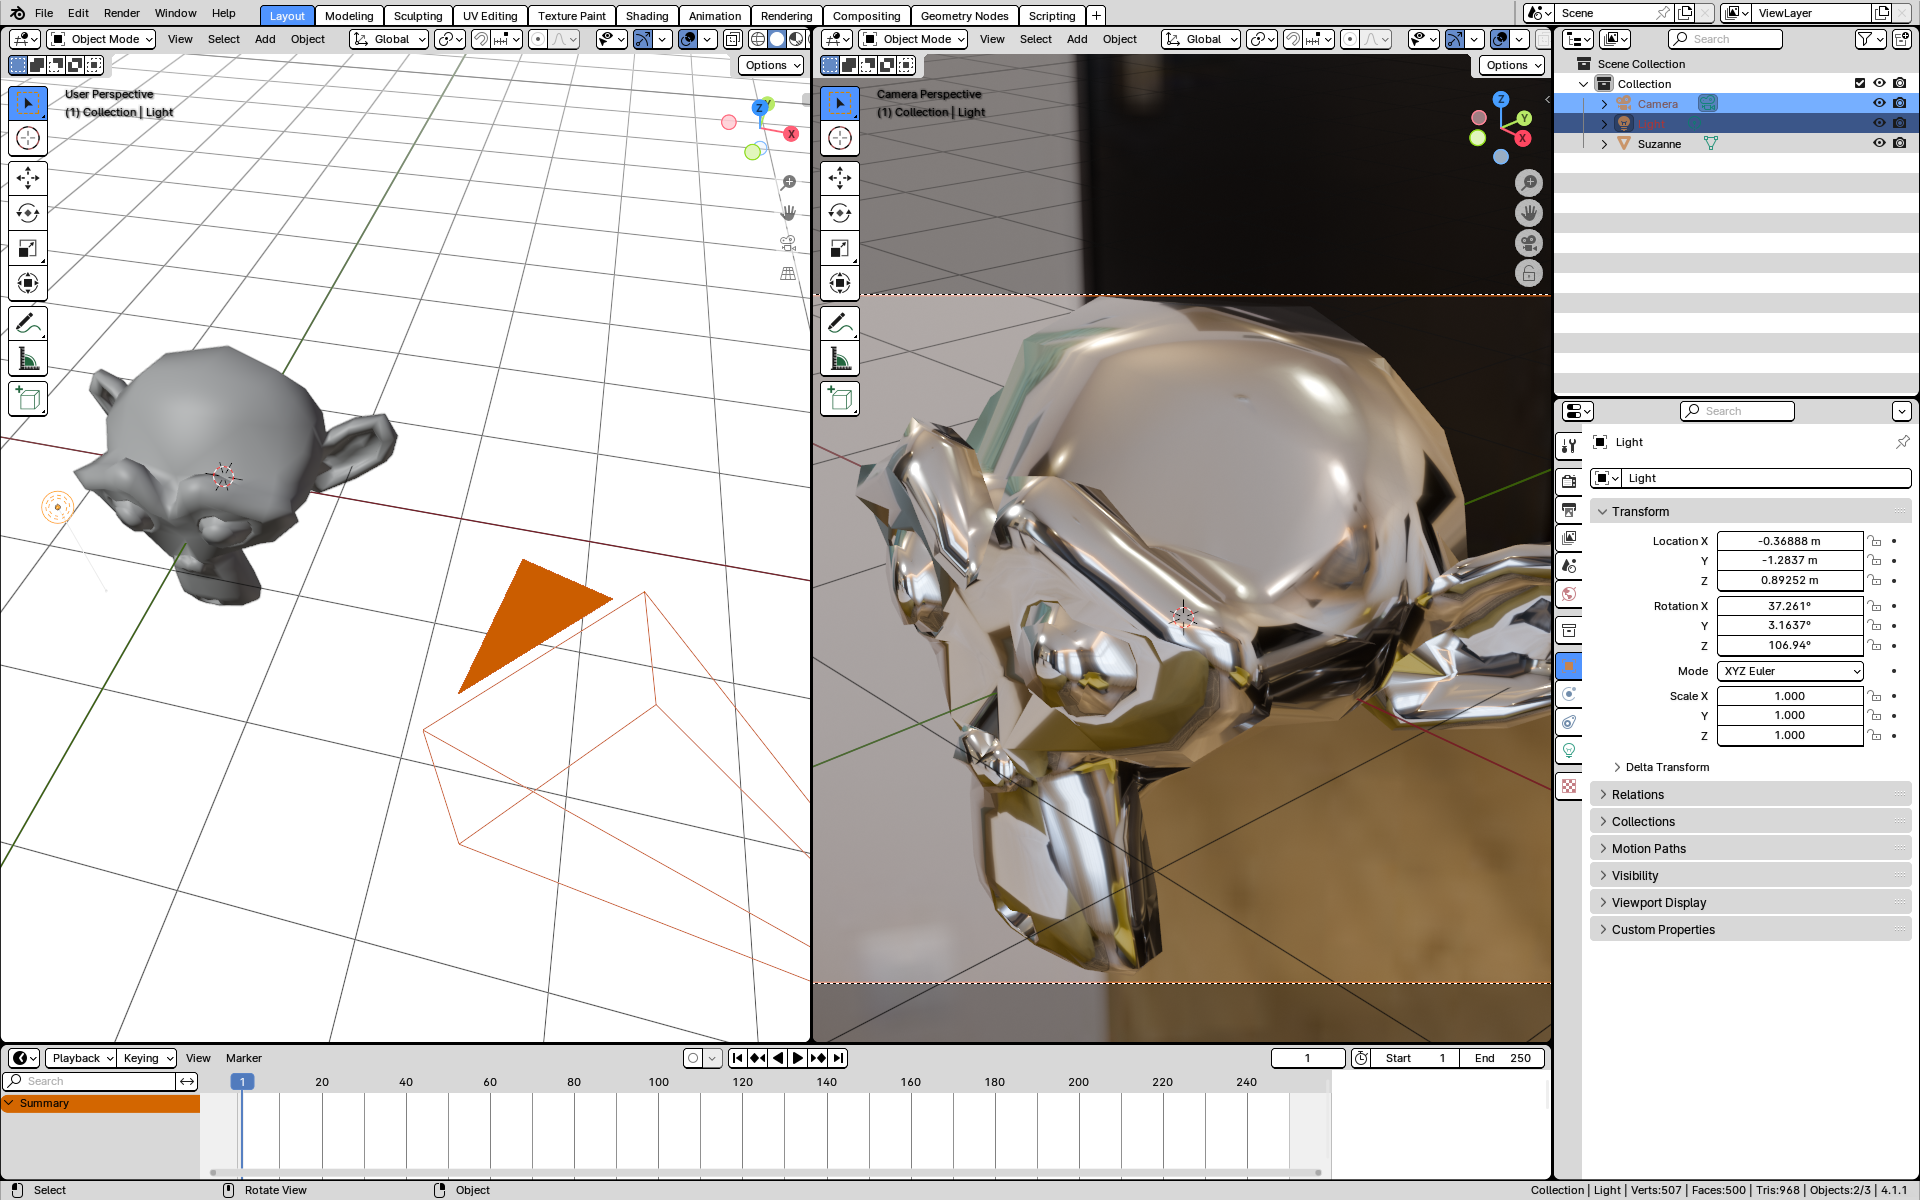 File Edit Render Window Help Layout Modeling Sculpting UV Editing Texture Paint Shading Animation Rendering Compositing Geometry Nodes Scripting + Scene ViewLayer
Object Mode View Select Add Object Global
Object Mode View Select Add Object Global
Search
Options
Options
User Perspective
(1) Collection | Light
Camera Perspective
(1) Collection | Light
Z
X
Z
Y
X
Scene Collection
Collection
Camera
Light
Suzanne
Search
Light
Light
Transform
Location X -0.36888 m
Y -1.2837 m
Z 0.89252 m
Rotation X 37.261°
Y 3.1637°
Z 106.94°
Mode XYZ Euler
Scale X 1.000
Y 1.000
Z 1.000
Delta Transform
Relations
Collections
Motion Paths
Visibility
Viewport Display
Custom Properties
Playback Keying View Marker 1 Start 1 End 250
Search 1 20 40 60 80 100 120 140 160 180 200 220 240
Summary
Select Rotate View Object Collection | Light | Verts:507 | Faces:500 | Tris:968 | Objects:2/3 | 4.1.1